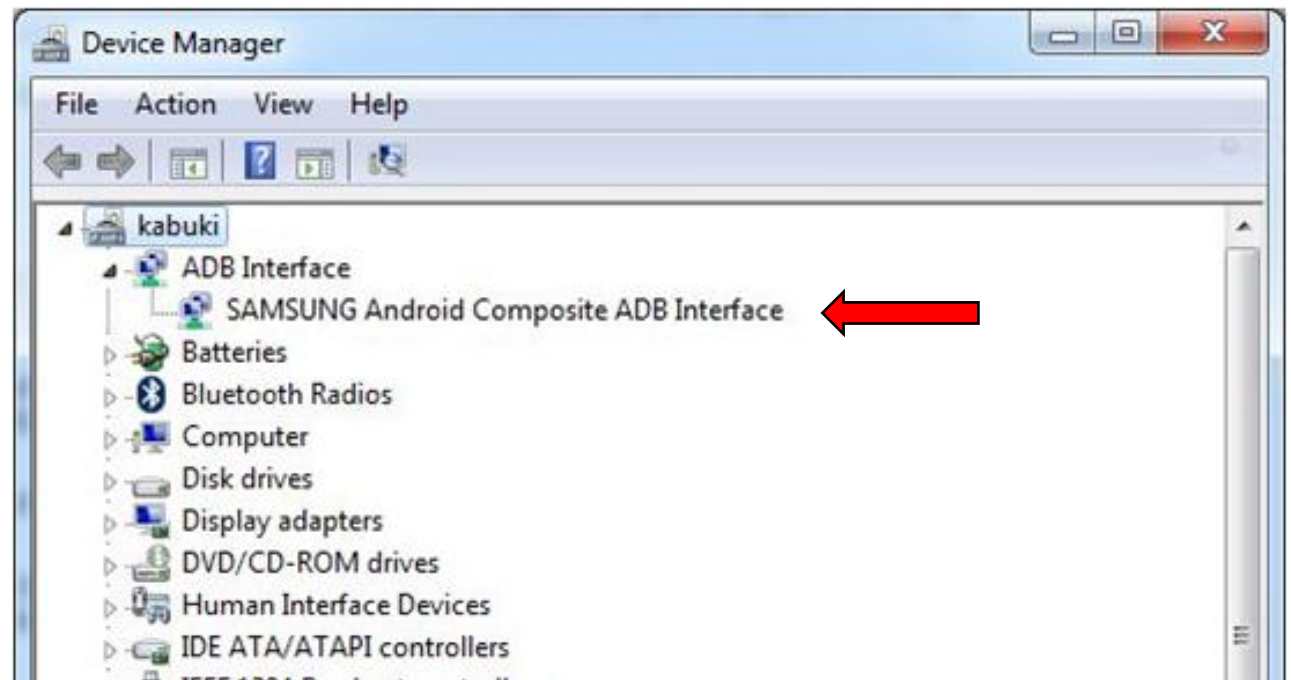 Device Manager
File Action View Help
kabuki
ADB Interface
SAMSUNG Android Composite ADB Interface
Batteries
Bluetooth Radios
Computer
Disk drives
Display adapters
DVD/CD-ROM drives
Human Interface Devices
IDE ATA/ATAPI controllers